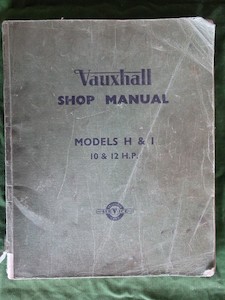 Vauxhall
SHOP MANUAL
MODELS H & I
10 & 12 H.P.
V